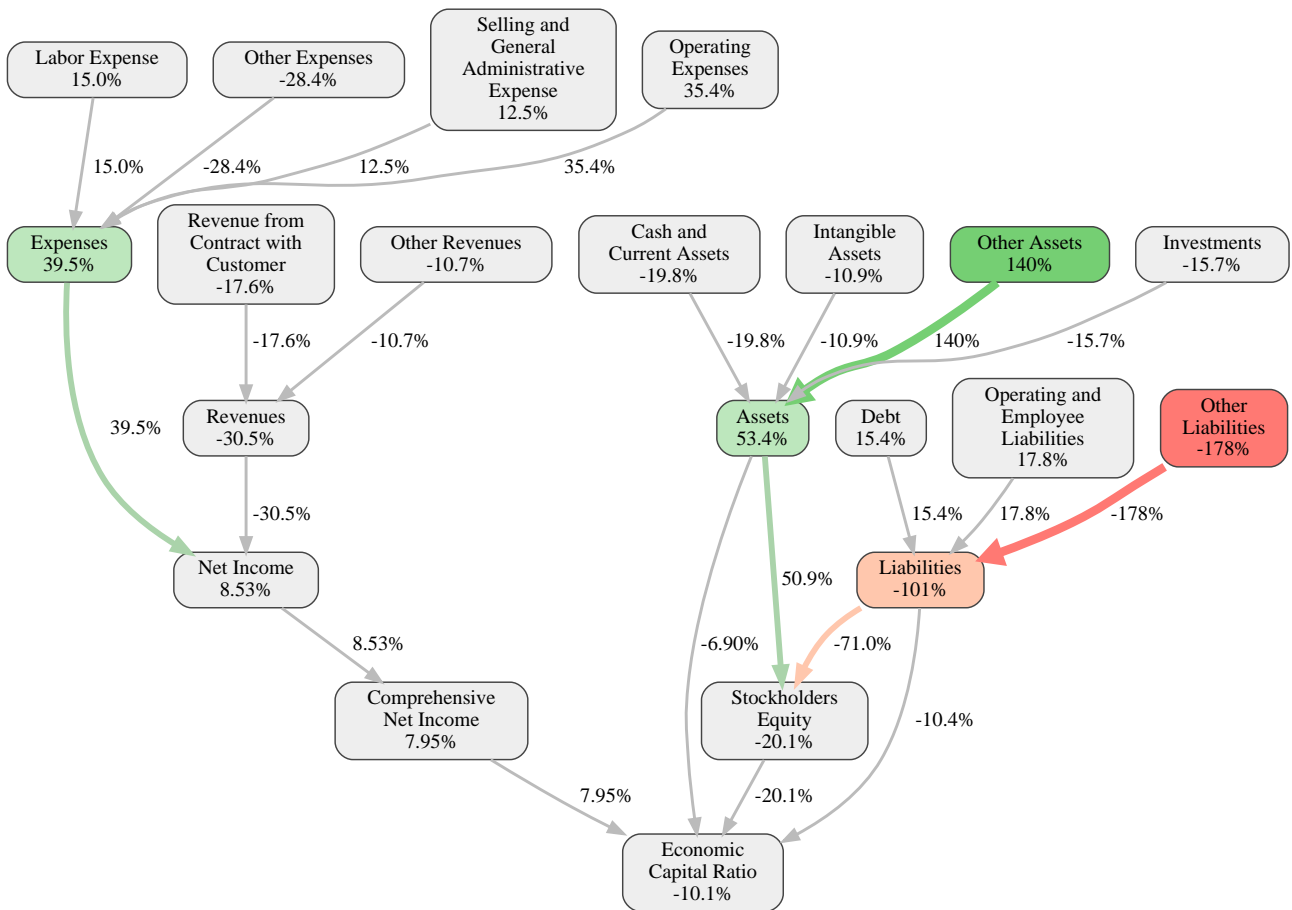 Labor Expense
15.0%
Other Expenses
-28.4%
Selling and
General
Administrative
Expense
12.5%
Operating
Expenses
35.4%
15.0%
-28.4%
12.5%
35.4%
Expenses
39.5%
Revenue from
Contract with
Customer
-17.6%
Other Revenues
-10.7%
Cash and
Current Assets
-19.8%
Intangible
Assets
-10.9%
Other Assets
140%
Investments
-15.7%
-17.6%
-10.7%
-19.8%
-10.9%
140%
-15.7%
39.5%
Revenues
-30.5%
Assets
53.4%
Debt
15.4%
Operating and
Employee
Liabilities
17.8%
Other
Liabilities
-178%
-30.5%
15.4%
17.8%
-178%
Net Income
8.53%
50.9%
Liabilities
-101%
8.53%
-6.90%
-71.0%
Comprehensive
Net Income
7.95%
Stockholders
Equity
-20.1%
-10.4%
7.95%
-20.1%
Economic
Capital Ratio
-10.1%